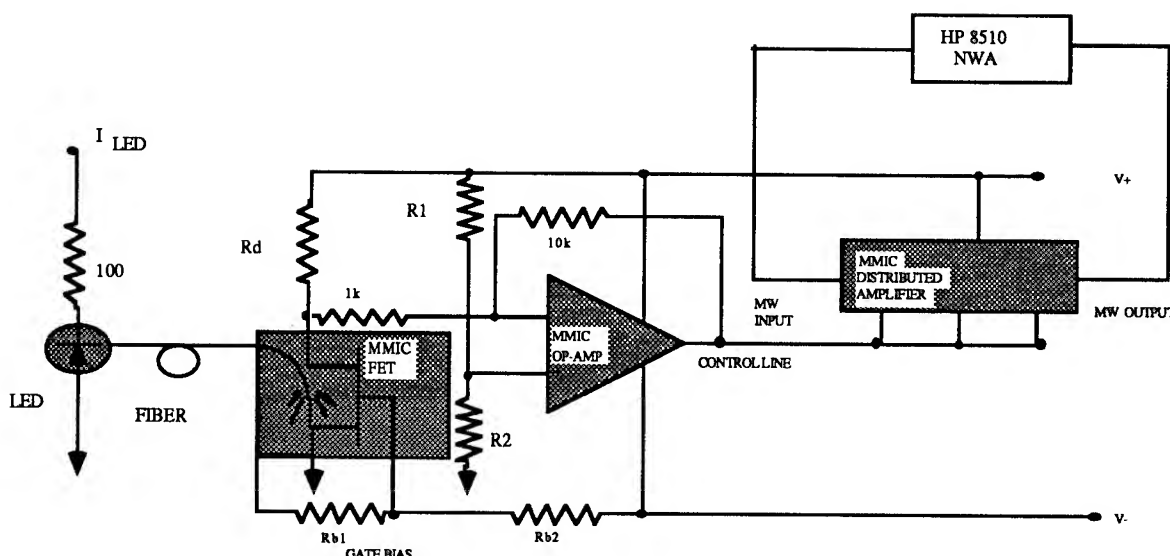 HP 8510
NWA
I LED
V+
R1
10k
Rd
MMIC
DISTRIBUTED
AMPLIFIER
100
1k
MW
INPUT
MW OUTPUT
MMIC
FET
MMIC
OP-AMP
CONTROL LINE
LED
FIBER
R2
Rb1
Rb2
V-
GATE BIAS